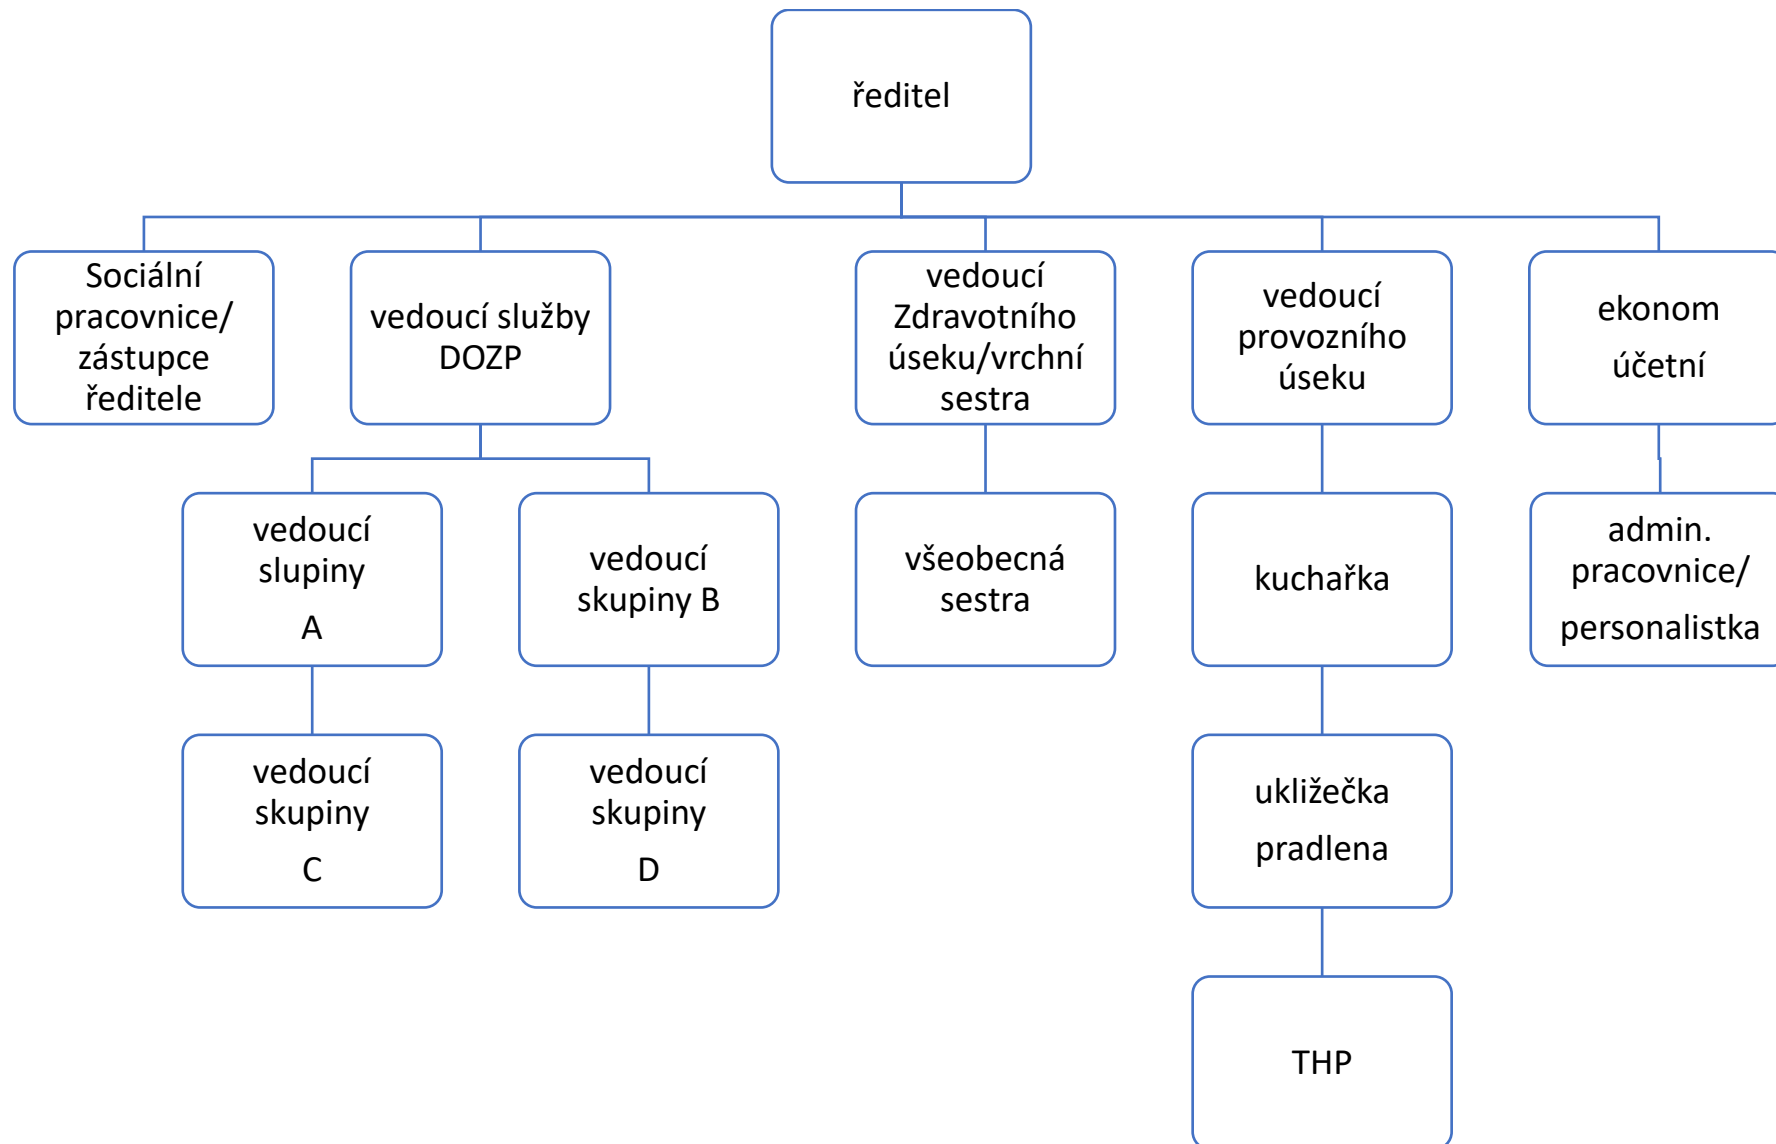 ředitel
Sociální
pracovnice/
zástupce
ředitele
vedoucí služby
DOZP
vedoucí
Zdravotního
úseku/vrchní
sestra
vedoucí
provozního
úseku
ekonom
účetní
vedoucí
slupiny
A
vedoucí
skupiny B
všeobecná
sestra
kuchařka
admin.
pracovnice/
personalistka
vedoucí
skupiny
C
vedoucí
skupiny
D
ukližečka
pradlena
THP